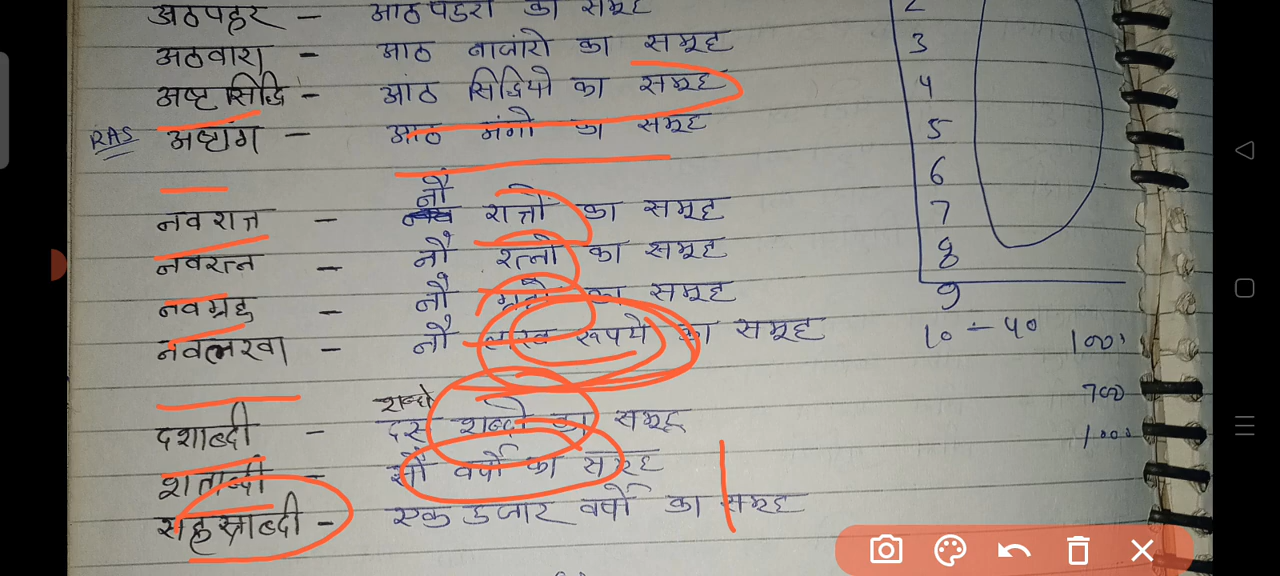 अठपहर – आठ पहरो का समूह 2
अठवारा – आठ वारो का समूह 3
अष्ट सिद्धि – आठ सिद्धियो का समूह 4
RAS अष्टांग – आठ अंगो का समूह 5
6
नौ
नवरात्र – रात्रो का समूह 7
नवरत्न – नौ रत्नो का समूह 8
नवग्रह – नौ ग्रहो का समूह 9
नवलखा – नौ लाख रूपये का समूह 10 – 40 100
शब्दो 700
दशाब्दी – दस शब्दो का समूह 1000
शताब्दी – सौ वर्षो का समूह
सहस्राब्दी – एक हजार वर्षो का समूह